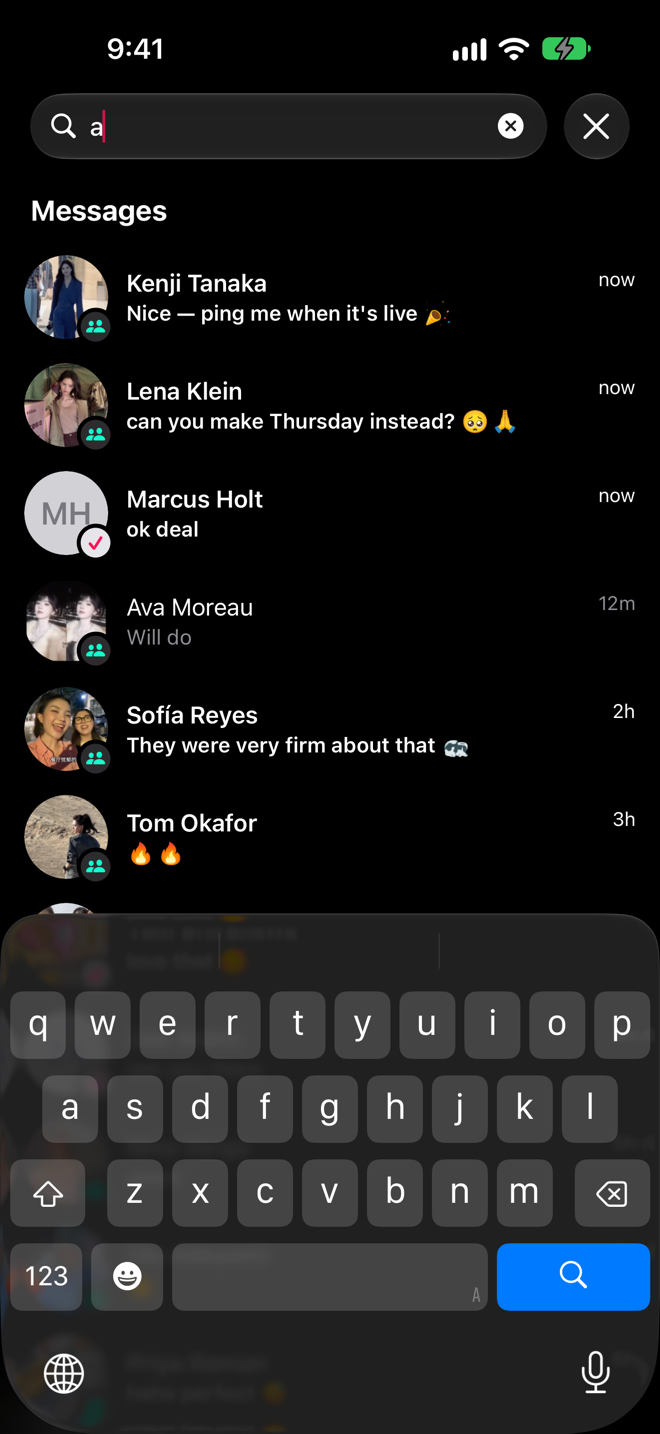 9:41
a
Messages
Kenji Tanaka
now
Nice — ping me when it's live 🎉
Lena Klein
now
can you make Thursday instead? 🥺 🙏
MH
Marcus Holt
now
ok deal
Ava Moreau
12m
Will do
Sofía Reyes
2h
They were very firm about that 🦝
Tom Okafor
3h
🔥 🔥
q w e r t y u i o p
a s d f g h j k l
z x c v b n m
123
A